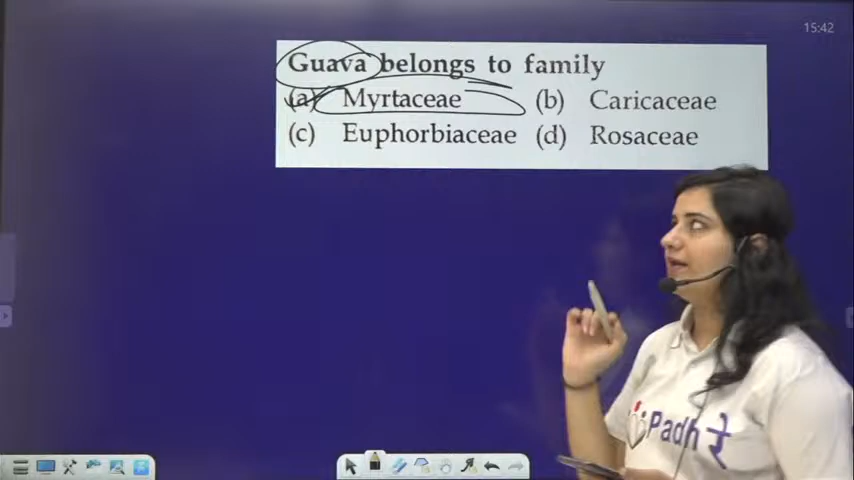 15:42
Guava belongs to family
(a) Myrtaceae (b) Caricaceae
(c) Euphorbiaceae (d) Rosaceae
Padh रे